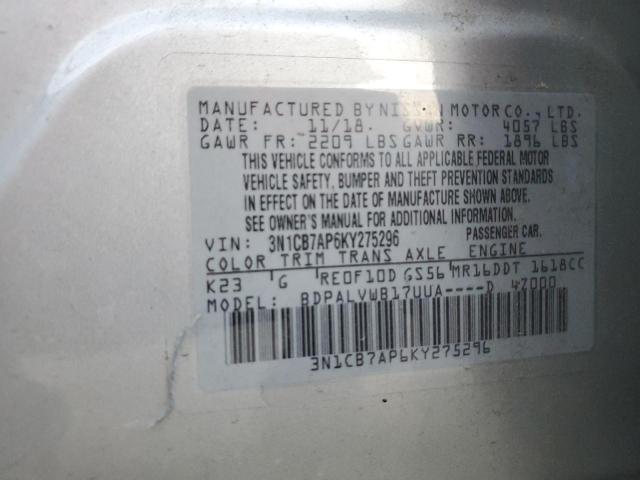 MANUFACTURED BY NISSAN MOTOR CO., LTD.
DATE: 11/18. GVWR: 4057 LBS
GAWR FR: 2209 LBS GAWR RR: 1896 LBS
THIS VEHICLE CONFORMS TO ALL APPLICABLE FEDERAL MOTOR
VEHICLE SAFETY, BUMPER AND THEFT PREVENTION STANDARDS
IN EFFECT ON THE DATE OF MANUFACTURE SHOWN ABOVE.
SEE OWNER'S MANUAL FOR ADDITIONAL INFORMATION.
VIN: 3N1CB7AP6KY275296 PASSENGER CAR.
COLOR TRIM TRANS AXLE ENGINE
K23 G RE0F10D GS56 MR16DDT 1618CC
MODEL: BDPALVWB17UUA----D 4Z000
3N1CB7AP6KY275296